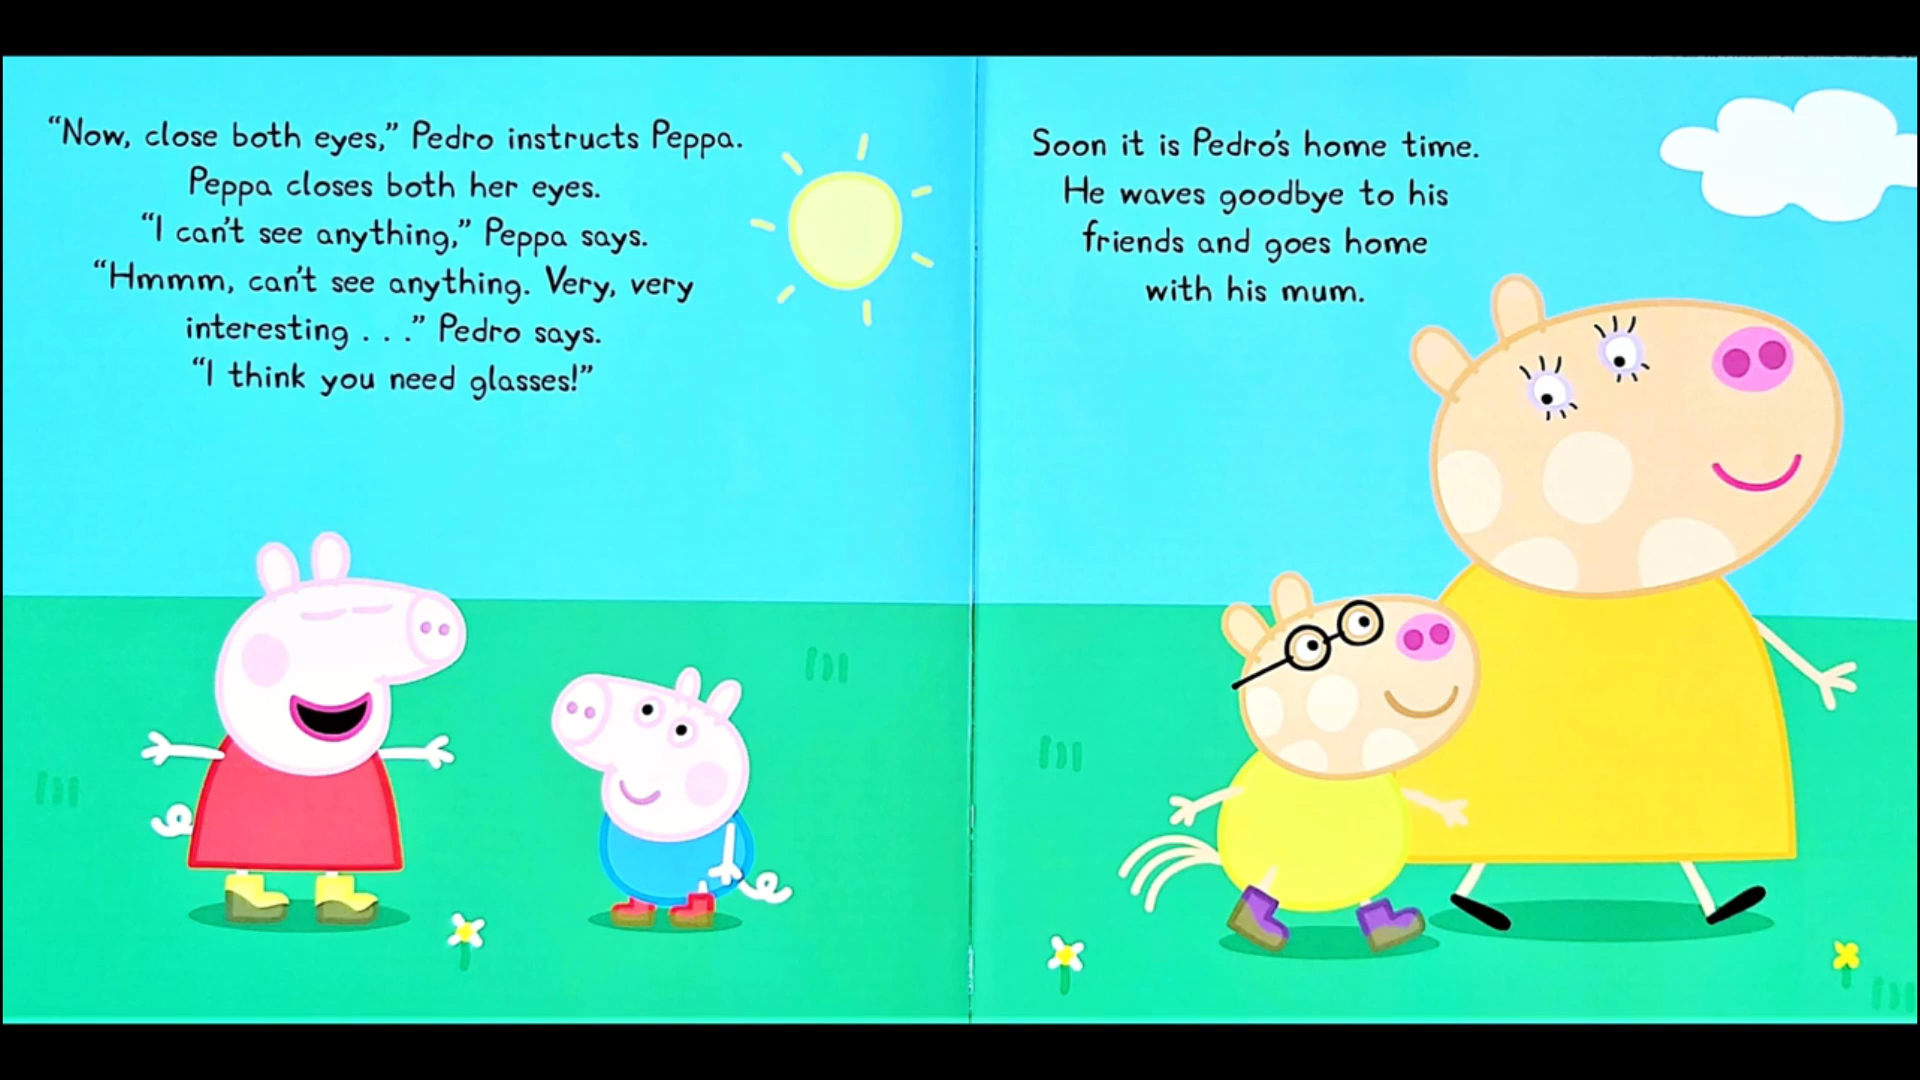 “Now, close both eyes,” Pedro instructs Peppa.
Peppa closes both her eyes.
“I can’t see anything,” Peppa says.
“Hmmm, can’t see anything. Very, very
interesting . . .” Pedro says.
“I think you need glasses!”
Soon it is Pedro’s home time.
He waves goodbye to his
friends and goes home
with his mum.